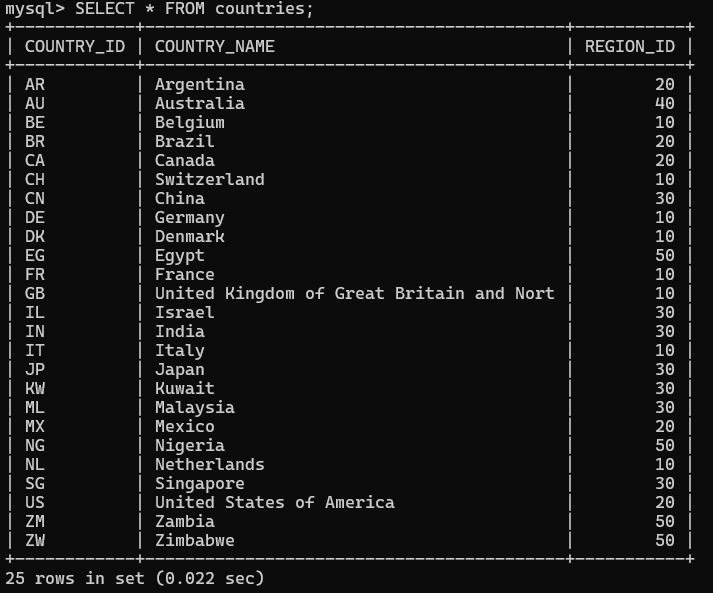 mysql> SELECT * FROM countries;
+------------+------------------------------------------+-----------+
| COUNTRY_ID | COUNTRY_NAME                             | REGION_ID |
+------------+------------------------------------------+-----------+
| AR         | Argentina                                |        20 |
| AU         | Australia                                |        40 |
| BE         | Belgium                                  |        10 |
| BR         | Brazil                                   |        20 |
| CA         | Canada                                   |        20 |
| CH         | Switzerland                              |        10 |
| CN         | China                                    |        30 |
| DE         | Germany                                  |        10 |
| DK         | Denmark                                  |        10 |
| EG         | Egypt                                    |        50 |
| FR         | France                                   |        10 |
| GB         | United Kingdom of Great Britain and Nort |        10 |
| IL         | Israel                                   |        30 |
| IN         | India                                    |        30 |
| IT         | Italy                                    |        10 |
| JP         | Japan                                    |        30 |
| KW         | Kuwait                                   |        30 |
| ML         | Malaysia                                 |        30 |
| MX         | Mexico                                   |        20 |
| NG         | Nigeria                                  |        50 |
| NL         | Netherlands                              |        10 |
| SG         | Singapore                                |        30 |
| US         | United States of America                 |        20 |
| ZM         | Zambia                                   |        50 |
| ZW         | Zimbabwe                                 |        50 |
+------------+------------------------------------------+-----------+
25 rows in set (0.022 sec)